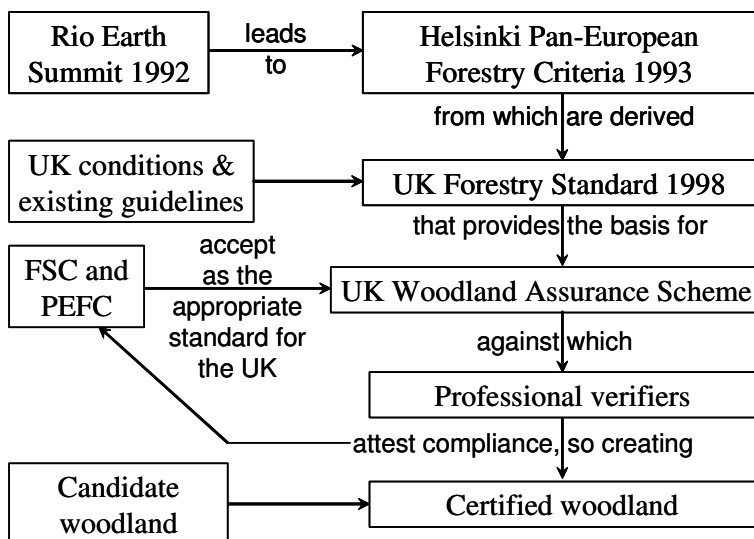 Rio Earth
Summit 1992
leads
to
Helsinki Pan-European
Forestry Criteria 1993
from which are derived
UK conditions &
existing guidelines
UK Forestry Standard 1998
that provides the basis for
FSC and
PEFC
accept
as the
appropriate
standard for
the UK
UK Woodland Assurance Scheme
against which
Professional verifiers
attest compliance, so creating
Candidate
woodland
Certified woodland